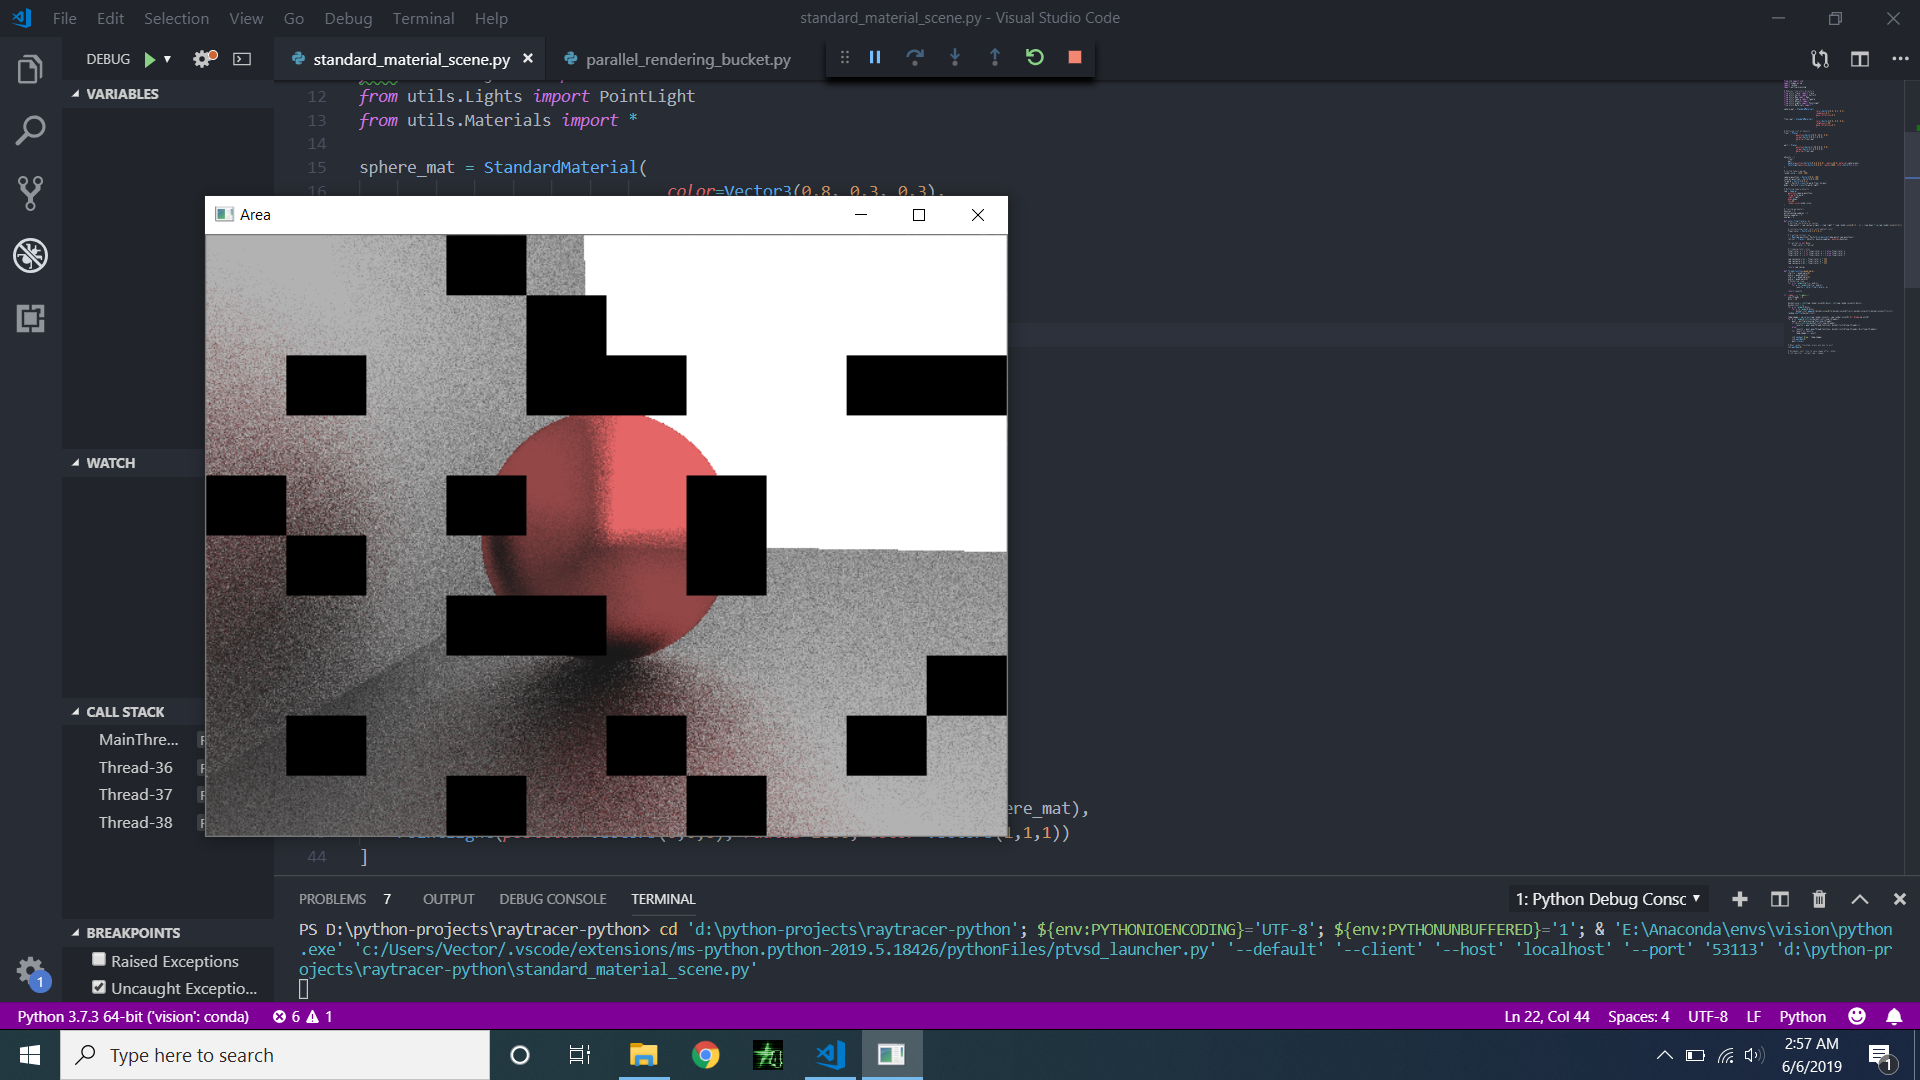 File Edit Selection View Go Debug Terminal Help
standard_material_scene.py - Visual Studio Code
DEBUG
standard_material_scene.py
parallel_rendering_bucket.py
VARIABLES
12 from utils.Lights import PointLight
13 from utils.Materials import *
14
15 sphere_mat = StandardMaterial(
16 color=Vector3(0.8, 0.3, 0.3),
Area
WATCH
CALL STACK
MainThre...
Thread-36
Thread-37
Thread-38
ere_mat),
1,1))
44 ]
BREAKPOINTS
Raised Exceptions
Uncaught Exceptio...
PROBLEMS 7 OUTPUT DEBUG CONSOLE TERMINAL
1: Python Debug Consc
PS D:\python-projects\raytracer-python> cd 'd:\python-projects\raytracer-python'; ${env:PYTHONIOENCODING}='UTF-8'; ${env:PYTHONUNBUFFERED}='1'; & 'E:\Anaconda\envs\vision\python
.exe' 'c:/Users/Vector/.vscode/extensions/ms-python.python-2019.5.18426/pythonFiles/ptvsd_launcher.py' '--default' '--client' '--host' 'localhost' '--port' '53113' 'd:\python-pr
ojects\raytracer-python\standard_material_scene.py'
1
Python 3.7.3 64-bit ('vision': conda) 6 1
Ln 22, Col 44 Spaces: 4 UTF-8 LF Python
Type here to search
2:57 AM
6/6/2019
1